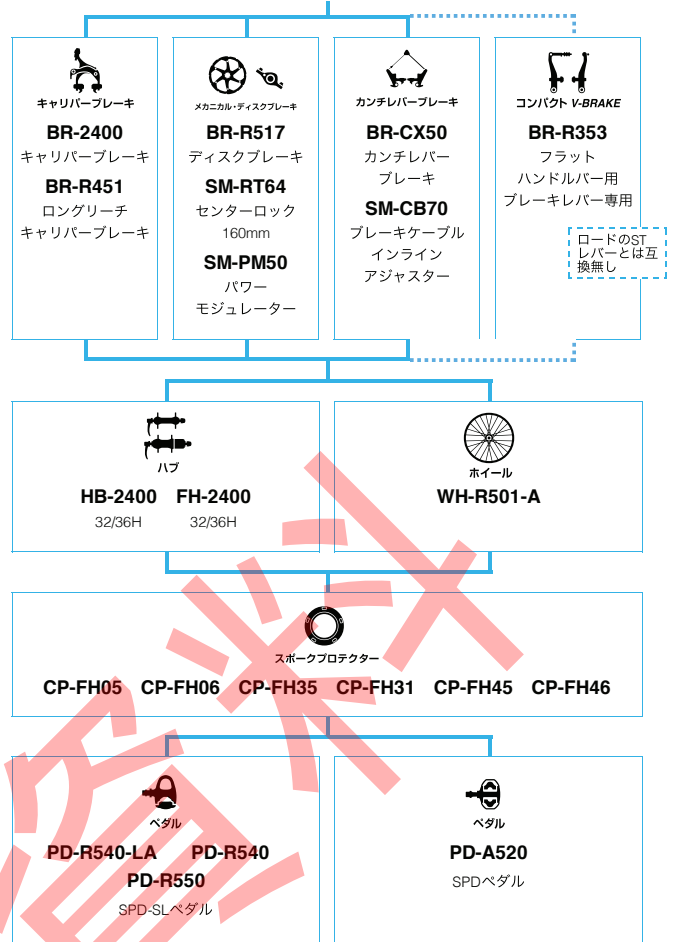 キャリパーブレーキ
BR-2400
キャリパーブレーキ
BR-R451
ロングリーチ
キャリパーブレーキ
メカニカル・ディスクブレーキ
BR-R517
ディスクブレーキ
SM-RT64
センターロック
160mm
SM-PM50
パワー
モジュレーター
カンチレバーブレーキ
BR-CX50
カンチレバー
ブレーキ
SM-CB70
ブレーキケーブル
インライン
アジャスター
コンパクト V-BRAKE
BR-R353
フラット
ハンドルバー用
ブレーキレバー専用
ロードのST
レバーとは互
換無し
ハブ
HB-2400 FH-2400
32/36H 32/36H
ホイール
WH-R501-A
スポークプロテクター
CP-FH05 CP-FH06 CP-FH35 CP-FH31 CP-FH45 CP-FH46
ペダル
PD-R540-LA PD-R540
PD-R550
SPD-SLペダル
ペダル
PD-A520
SPDペダル
資料